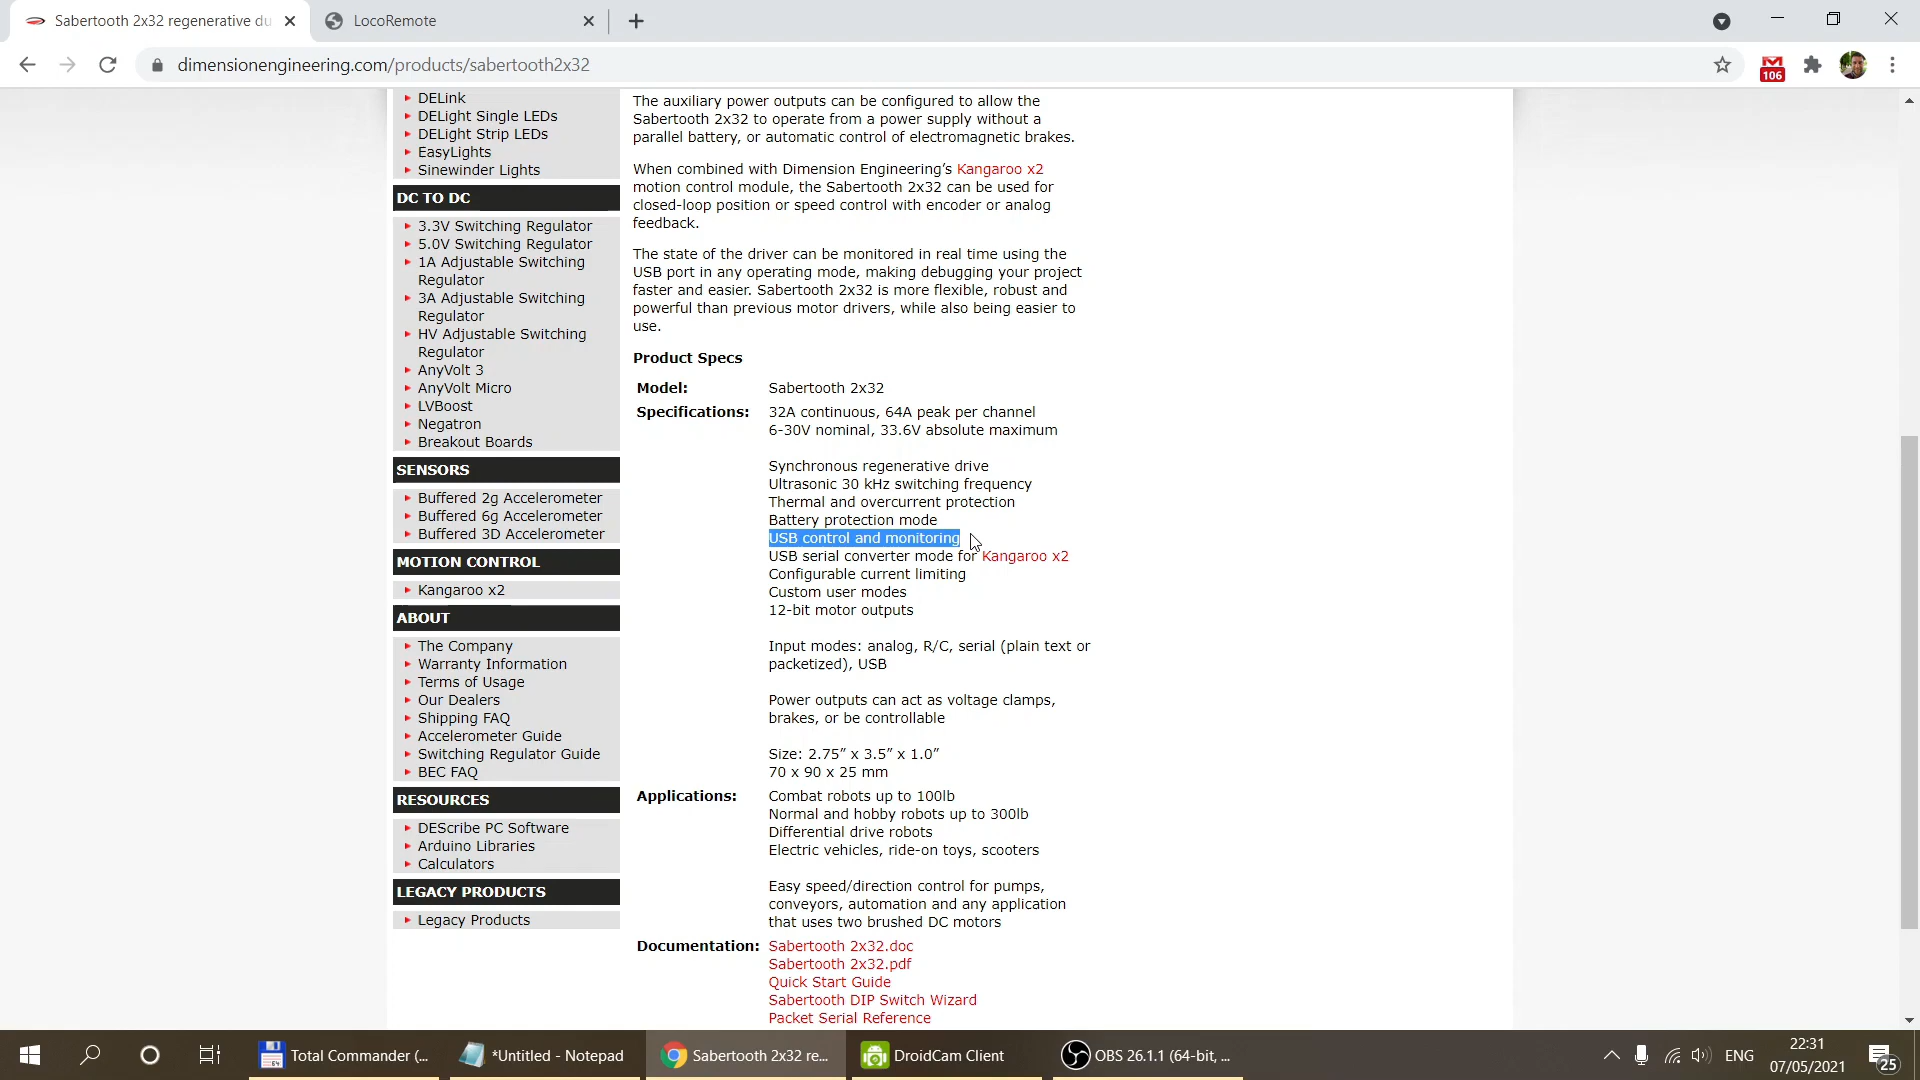 Sabertooth 2x32 regenerative du
LocoRemote
dimensionengineering.com/products/sabertooth2x32
106
DELink
DELight Single LEDs
DELight Strip LEDs
EasyLights
Sinewinder Lights
DC TO DC
3.3V Switching Regulator
5.0V Switching Regulator
1A Adjustable Switching
Regulator
3A Adjustable Switching
Regulator
HV Adjustable Switching
Regulator
AnyVolt 3
AnyVolt Micro
LVBoost
Negatron
Breakout Boards
SENSORS
Buffered 2g Accelerometer
Buffered 6g Accelerometer
Buffered 3D Accelerometer
MOTION CONTROL
Kangaroo x2
ABOUT
The Company
Warranty Information
Terms of Usage
Our Dealers
Shipping FAQ
Accelerometer Guide
Switching Regulator Guide
BEC FAQ
RESOURCES
DEScribe PC Software
Arduino Libraries
Calculators
LEGACY PRODUCTS
Legacy Products
The auxiliary power outputs can be configured to allow the
Sabertooth 2x32 to operate from a power supply without a
parallel battery, or automatic control of electromagnetic brakes.
When combined with Dimension Engineering’s Kangaroo x2
motion control module, the Sabertooth 2x32 can be used for
closed-loop position or speed control with encoder or analog
feedback.
The state of the driver can be monitored in real time using the
USB port in any operating mode, making debugging your project
faster and easier. Sabertooth 2x32 is more flexible, robust and
powerful than previous motor drivers, while also being easier to
use.
Product Specs
Model: Sabertooth 2x32
Specifications: 32A continuous, 64A peak per channel
6-30V nominal, 33.6V absolute maximum
Synchronous regenerative drive
Ultrasonic 30 kHz switching frequency
Thermal and overcurrent protection
Battery protection mode
USB control and monitoring
USB serial converter mode for Kangaroo x2
Configurable current limiting
Custom user modes
12-bit motor outputs
Input modes: analog, R/C, serial (plain text or
packetized), USB
Power outputs can act as voltage clamps,
brakes, or be controllable
Size: 2.75” x 3.5” x 1.0”
70 x 90 x 25 mm
Applications: Combat robots up to 100lb
Normal and hobby robots up to 300lb
Differential drive robots
Electric vehicles, ride-on toys, scooters
Easy speed/direction control for pumps,
conveyors, automation and any application
that uses two brushed DC motors
Documentation: Sabertooth 2x32.doc
Sabertooth 2x32.pdf
Quick Start Guide
Sabertooth DIP Switch Wizard
Packet Serial Reference
Total Commander (...
*Untitled - Notepad
Sabertooth 2x32 re...
DroidCam Client
OBS 26.1.1 (64-bit, ...
ENG
22:31
07/05/2021
25